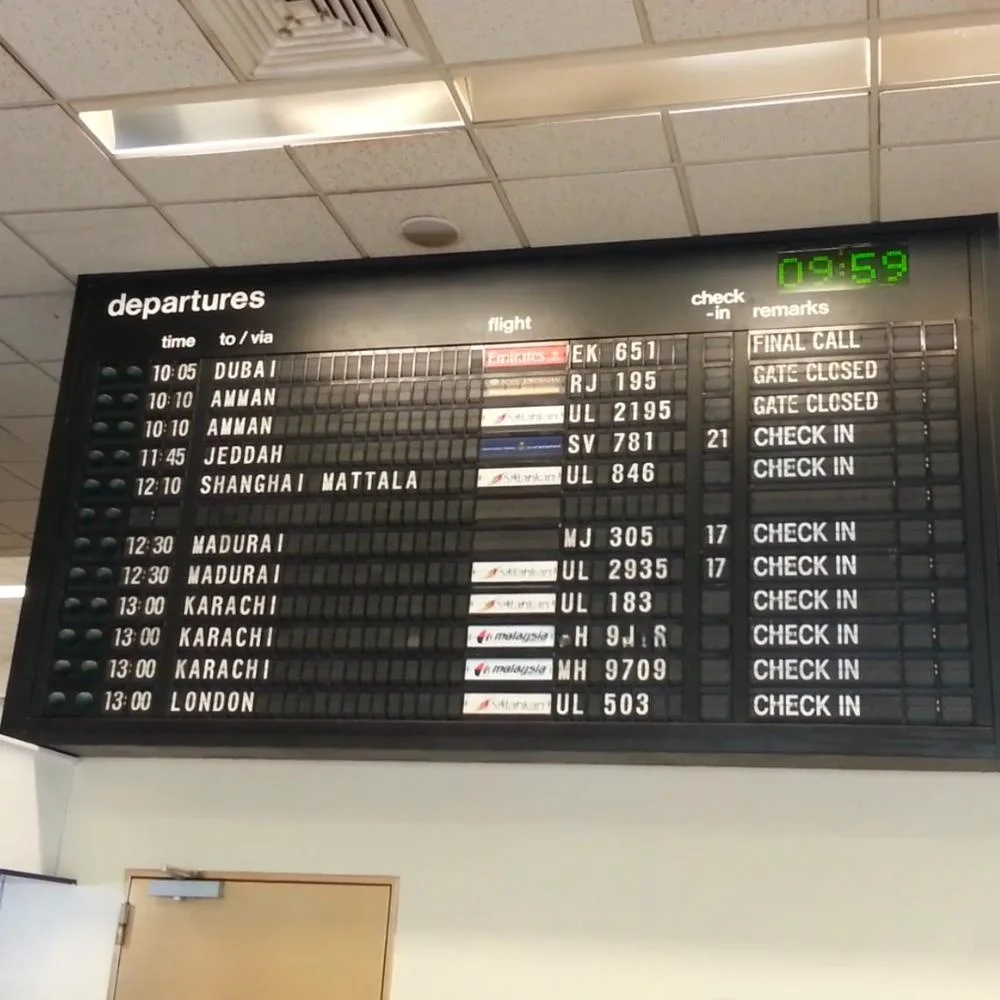 09:59
departures
time to / via flight check-in remarks
10:05 DUBAI Emirates EK 651 FINAL CALL
10:10 AMMAN RJ 195 GATE CLOSED
10:10 AMMAN SriLankan UL 2195 GATE CLOSED
11:45 JEDDAH SV 781 21 CHECK IN
12:10 SHANGHAI MATTALA SriLankan UL 846 CHECK IN
12:30 MADURAI MJ 305 17 CHECK IN
12:30 MADURAI SriLankan UL 2935 17 CHECK IN
13:00 KARACHI SriLankan UL 183 CHECK IN
13:00 KARACHI malaysia CHECK IN
13:00 KARACHI malaysia MH 9709 CHECK IN
13:00 LONDON SriLankan UL 503 CHECK IN